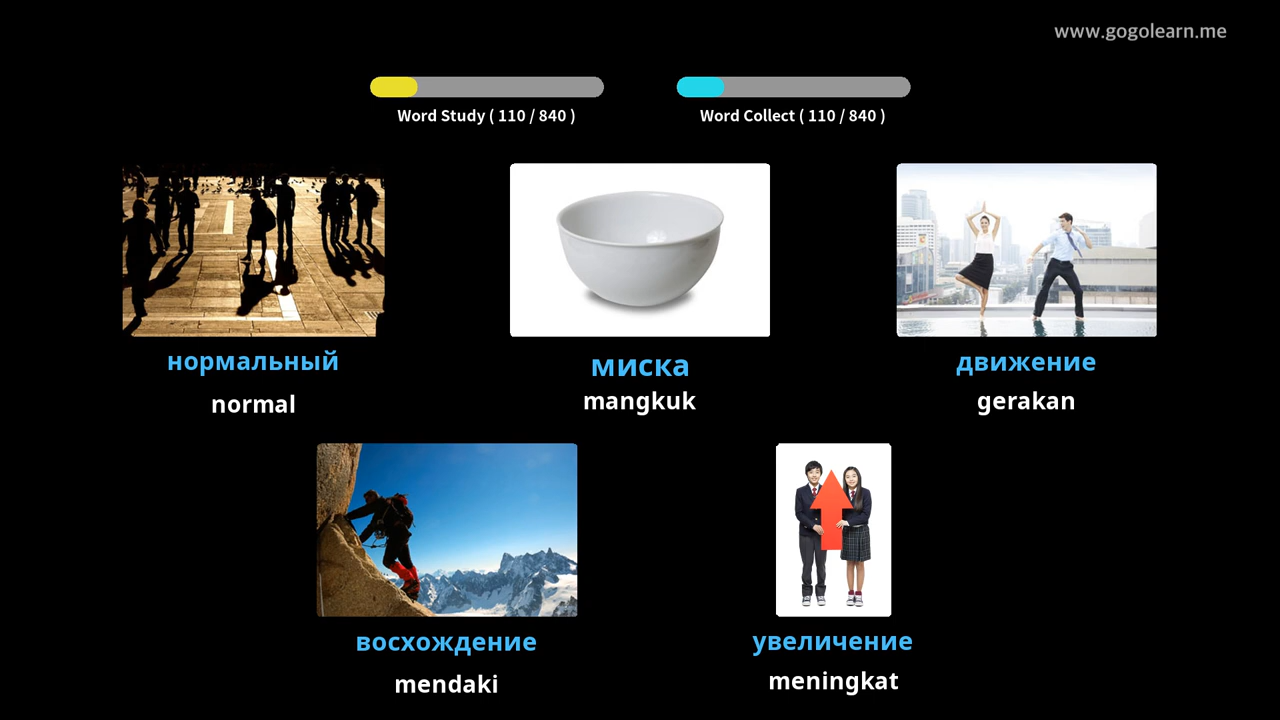 www.gogolearn.me
Word Study ( 110 / 840 )
Word Collect ( 110 / 840 )
нормальный
normal
миска
mangkuk
движение
gerakan
восхождение
mendaki
увеличение
meningkat